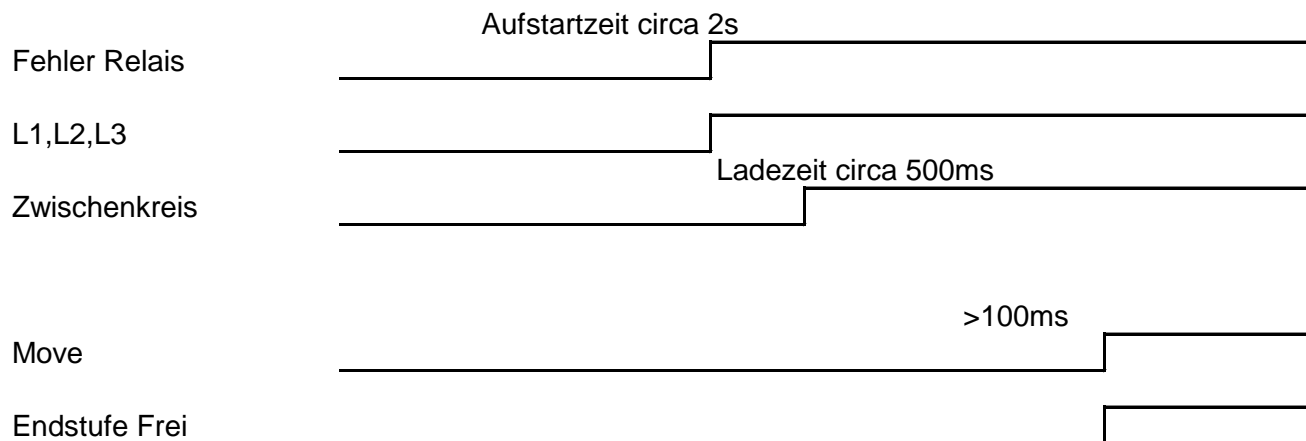 Aufstartzeit circa 2s
Fehler Relais
L1,L2,L3
Ladezeit circa 500ms
Zwischenkreis
>100ms
Move
Endstufe Frei